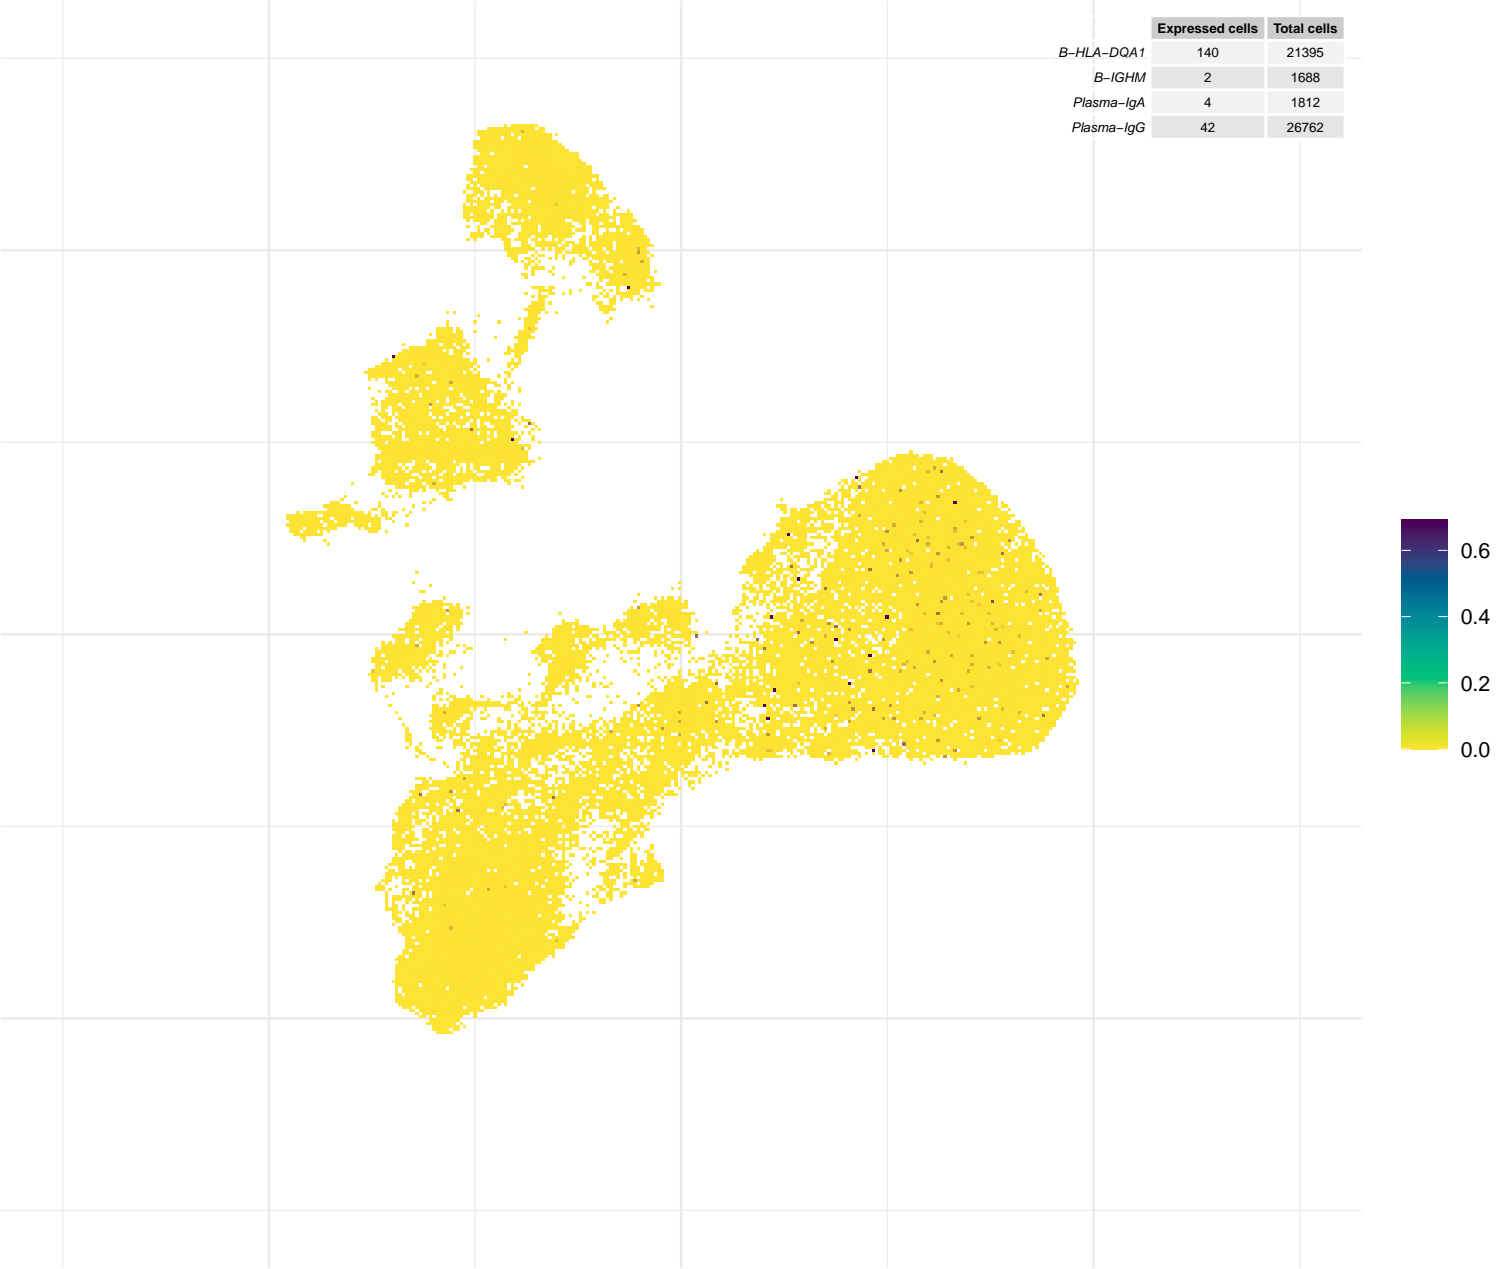 Expressed cells Total cells
B−HLA−DQA1 140 21395
B−IGHM 2 1688
Plasma−IgA 4 1812
Plasma−IgG 42 26762
0.6
0.4
0.2
0.0